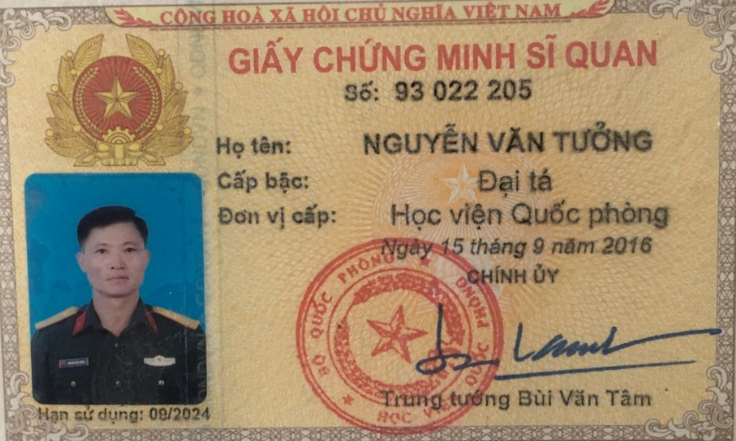 CỘNG HOÀ XÃ HỘI CHỦ NGHĨA VIỆT NAM
GIẤY CHỨNG MINH SĨ QUAN
Số: 93 022 205
Họ tên: NGUYỄN VĂN TƯỞNG
Cấp bậc: Đại tá
Đơn vị cấp: Học viện Quốc phòng
Ngày 15 tháng 9 năm 2016
CHÍNH ỦY
BỘ QUỐC PHÒNG
HỌC VIỆN QUỐC PHÒNG
Trung tướng Bùi Văn Tâm
Hạn sử dụng: 09/2024